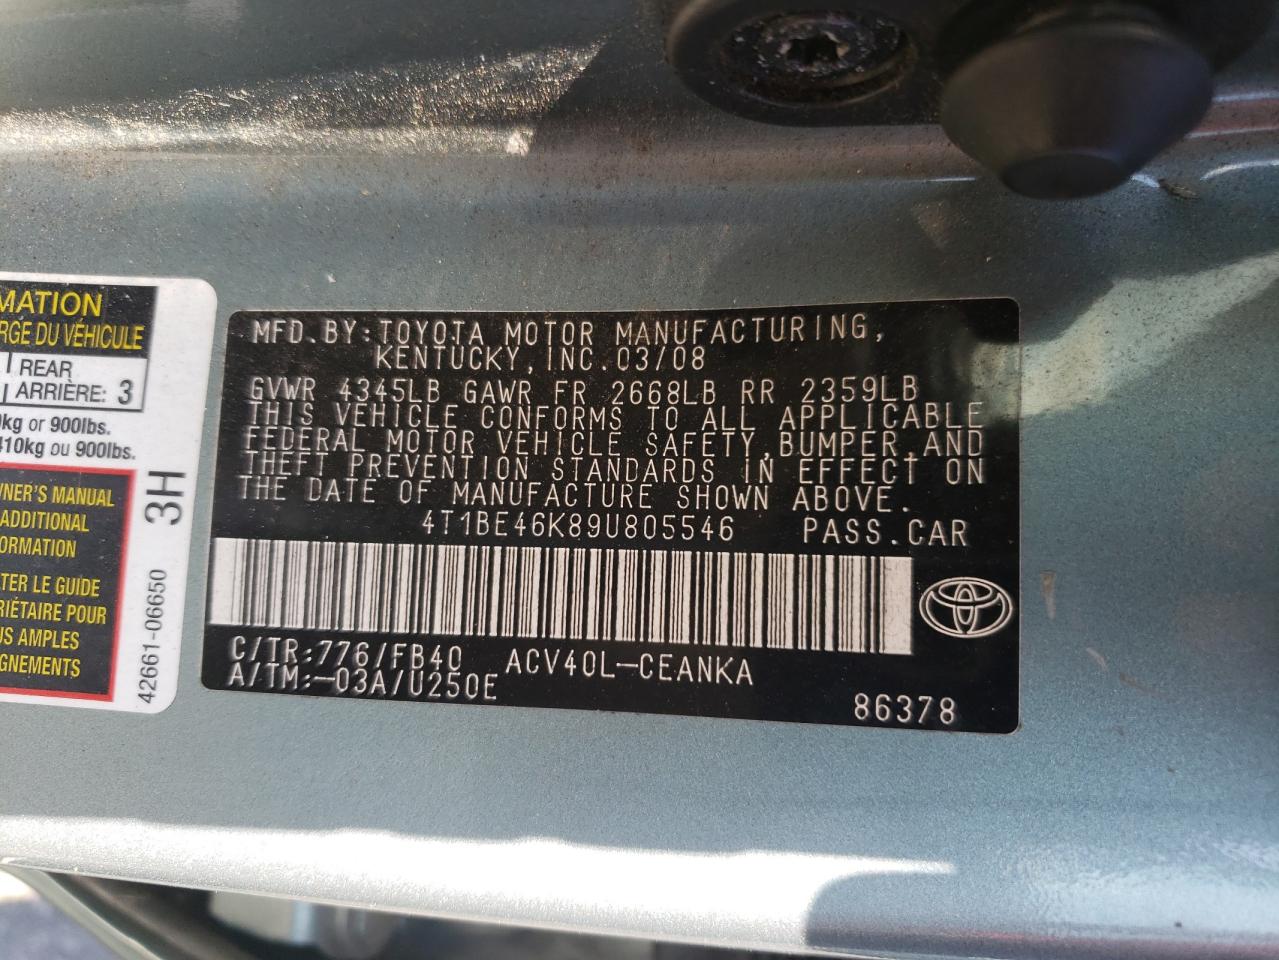 MATION
RGE DU VÉHICULE
REAR
ARRIÈRE: 3
kg or 900lbs.
410kg ou 900lbs.
WNER'S MANUAL
ADDITIONAL
ORMATION
TER LE GUIDE
RIÉTAIRE POUR
US AMPLES
GNEMENTS
3H
42661-06650
MFD.BY:TOYOTA MOTOR MANUFACTURING,
KENTUCKY,INC.03/08
GVWR 4345LB GAWR FR 2668LB RR 2359LB
THIS VEHICLE CONFORMS TO ALL APPLICABLE
FEDERAL MOTOR VEHICLE SAFETY,BUMPER,AND
THEFT PREVENTION STANDARDS IN EFFECT ON
THE DATE OF MANUFACTURE SHOWN ABOVE.
4T1BE46K89U805546 PASS.CAR
C/TR:776/FB40 ACV40L-CEANKA
A/TM:-03A/U250E
86378